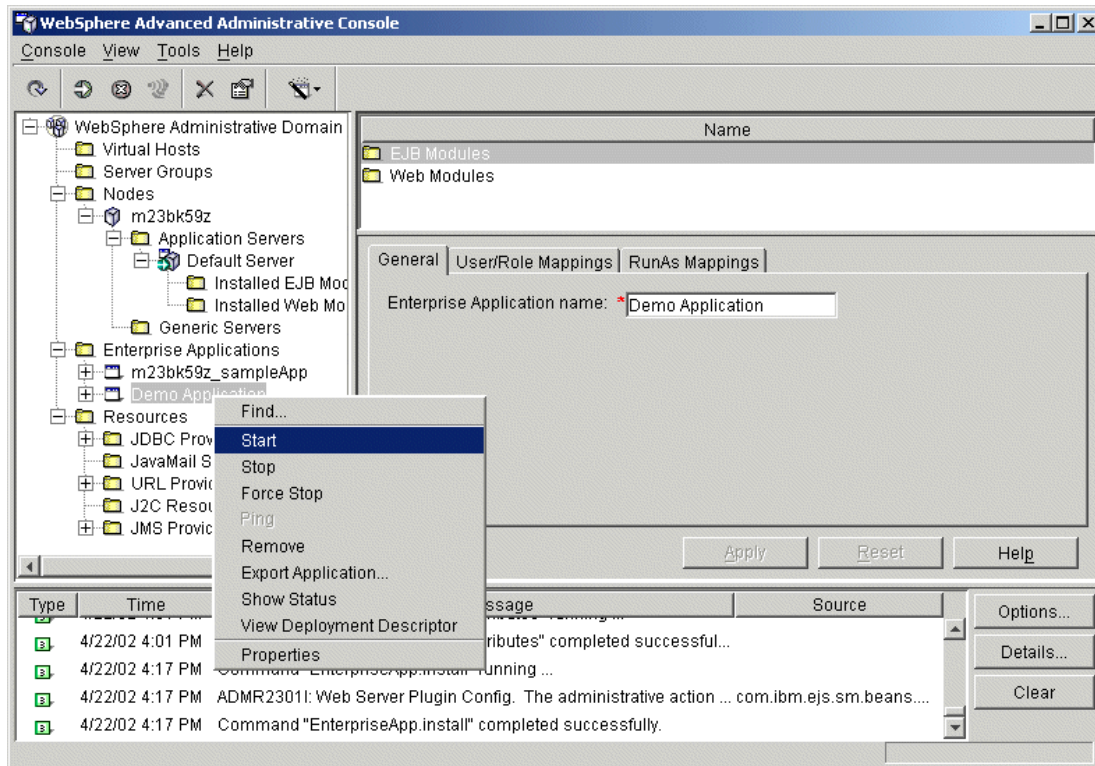 WebSphere Advanced Administrative Console
Console View Tools Help
WebSphere Administrative Domain
Virtual Hosts
Server Groups
Nodes
m23bk59z
Application Servers
Default Server
Installed EJB Mod
Installed Web Mo
Generic Servers
Enterprise Applications
m23bk59z_sampleApp
Demo Application
Resources
JDBC Prov
JavaMail S
URL Provid
J2C Resou
JMS Provid
Name
EJB Modules
Web Modules
General User/Role Mappings RunAs Mappings
Enterprise Application name: *Demo Application
Find...
Start
Stop
Force Stop
Ping
Remove
Export Application...
Show Status
View Deployment Descriptor
Properties
Apply Reset Help
Type Time ssage Source
4/22/02 4:01 PM ributes" completed successful...
4/22/02 4:17 PM Command "EnterpriseApp.install" running ...
4/22/02 4:17 PM ADMR2301I: Web Server Plugin Config. The administrative action ... com.ibm.ejs.sm.beans....
4/22/02 4:17 PM Command "EnterpriseApp.install" completed successfully.
Options...
Details...
Clear